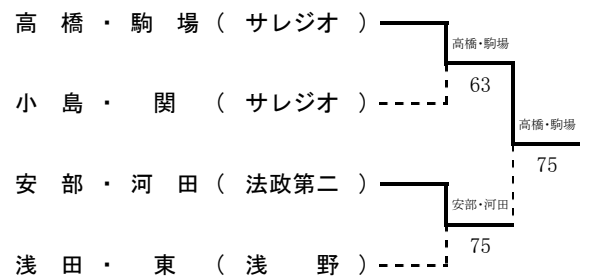 高橋・駒場（サレジオ）
高橋・駒場
63
小島・関（サレジオ）
高橋・駒場
75
安部・河田（法政第二）
安部・河田
75
浅田・東（浅野）